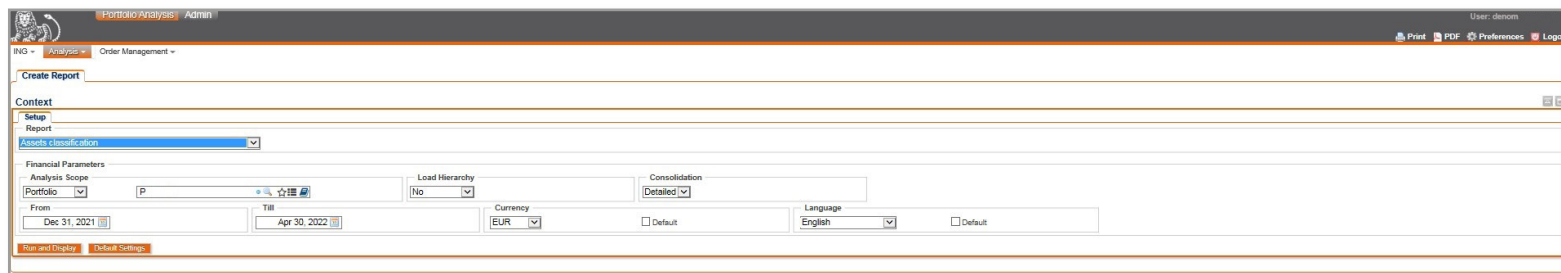 Portfolio Analysis Admin
User: denom
Print PDF Preferences Logo
ING Analysis Order Management
Create Report
Context
Setup
Report
Assets classification
Financial Parameters
Analysis Scope Load Hierarchy Consolidation
Portfolio P No Detailed
From Till Currency Language
Dec 31, 2021 Apr 30, 2022 EUR Default English Default
Run and Display Default Settings